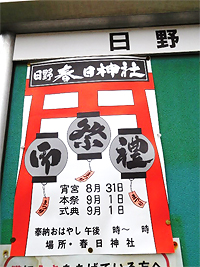 日野
日野 春日神社
祭
禮
宵宮 8月31日
本祭 9月1日
式典 9月1日
奉納おはやし 午後 時〜 時
場所・春日神社